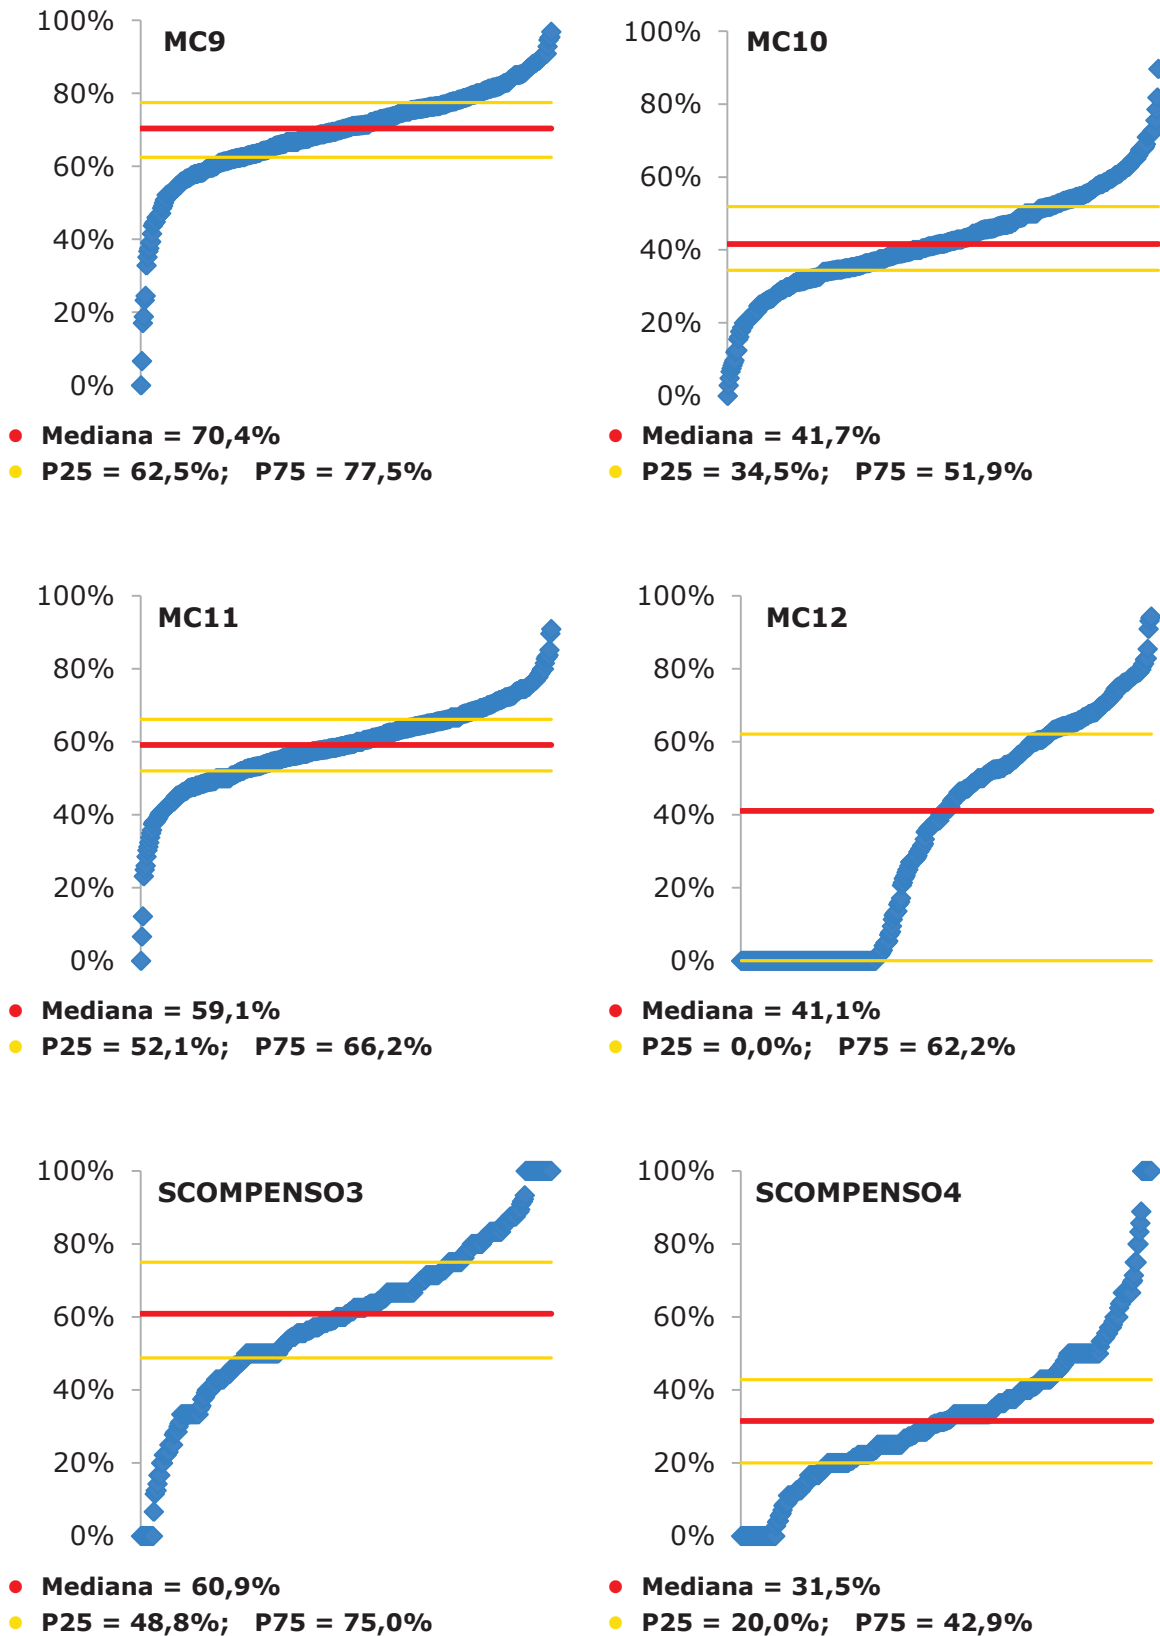 MC9
100%
80%
60%
40%
20%
0%
● Mediana = 70,4%
● P25 = 62,5%; P75 = 77,5%
MC10
100%
80%
60%
40%
20%
0%
● Mediana = 41,7%
● P25 = 34,5%; P75 = 51,9%
MC11
100%
80%
60%
40%
20%
0%
● Mediana = 59,1%
● P25 = 52,1%; P75 = 66,2%
MC12
100%
80%
60%
40%
20%
0%
● Mediana = 41,1%
● P25 = 0,0%; P75 = 62,2%
SCOMPENSO3
100%
80%
60%
40%
20%
0%
● Mediana = 60,9%
● P25 = 48,8%; P75 = 75,0%
SCOMPENSO4
100%
80%
60%
40%
20%
0%
● Mediana = 31,5%
● P25 = 20,0%; P75 = 42,9%